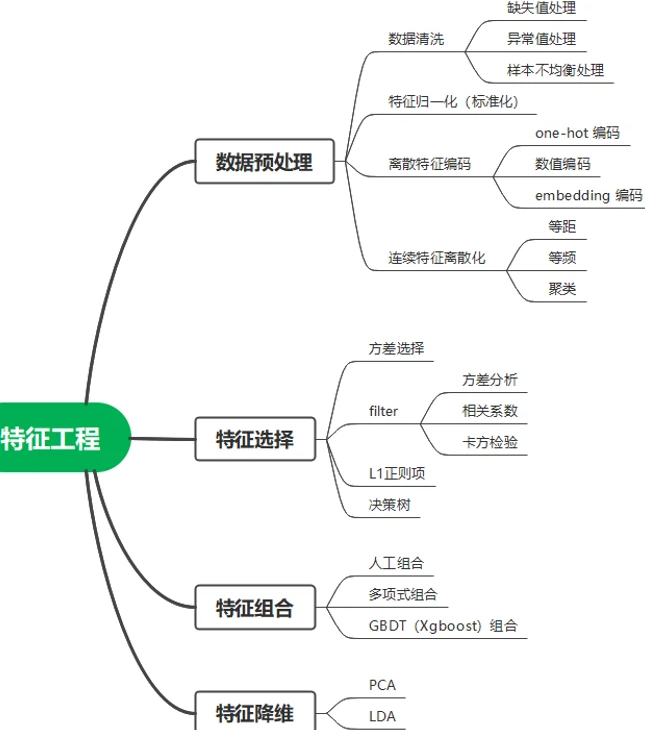 特征工程
数据预处理
数据清洗
缺失值处理
异常值处理
样本不均衡处理
特征归一化（标准化）
离散特征编码
one-hot 编码
数值编码
embedding 编码
连续特征离散化
等距
等频
聚类
特征选择
方差选择
filter
方差分析
相关系数
卡方检验
L1正则项
决策树
特征组合
人工组合
多项式组合
GBDT（Xgboost）组合
特征降维
PCA
LDA